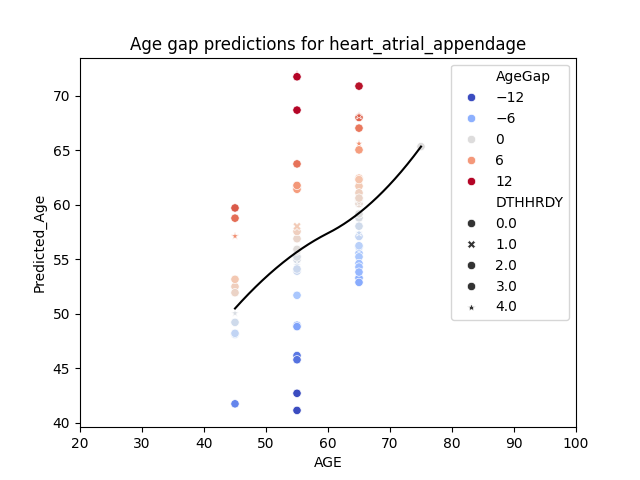 Age gap predictions for heart_atrial_appendage
Predicted_Age
70
65
60
55
50
45
40
20 30 40 50 60 70 80 90 100
AGE
AgeGap
−12
−6
0
6
12
DTHHRDY
0.0
1.0
2.0
3.0
4.0